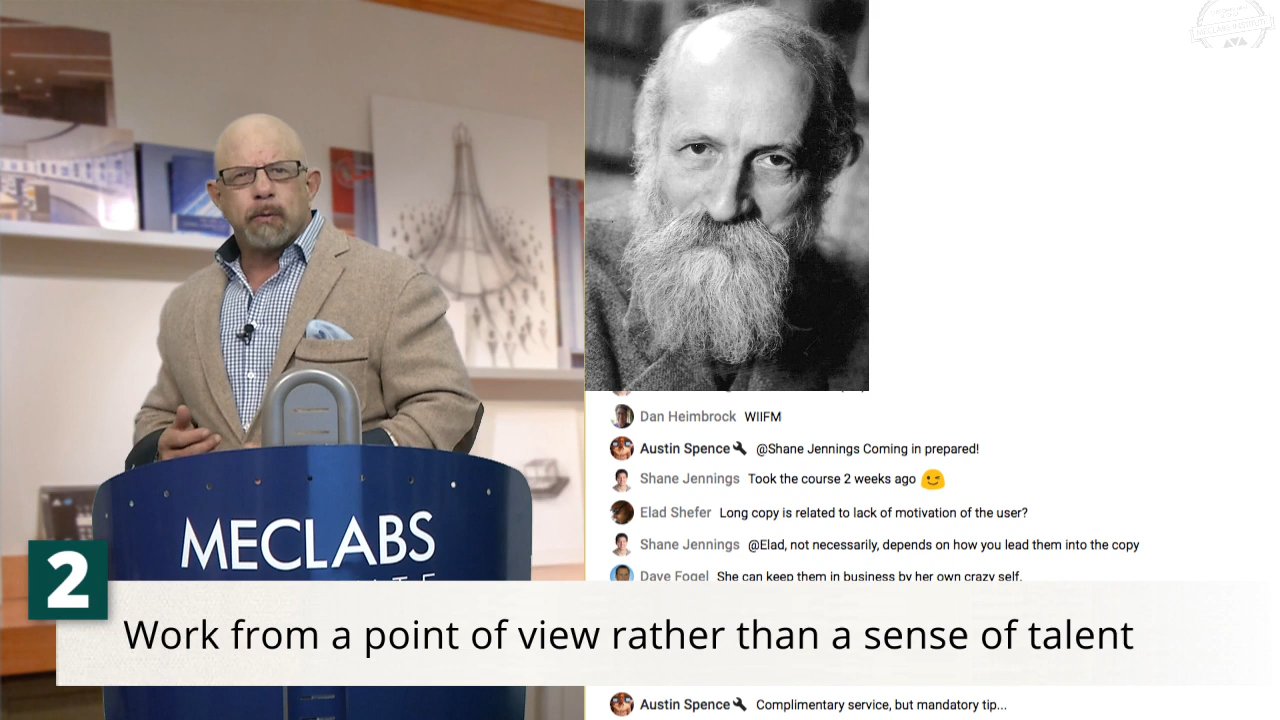 MECLABS INSTITUTE
MECLABS
Dan Heimbrock WIIFM
Austin Spence @Shane Jennings Coming in prepared!
Shane Jennings Took the course 2 weeks ago 😉
Elad Shefer Long copy is related to lack of motivation of the user?
Shane Jennings @Elad, not necessarily, depends on how you lead them into the copy
Dave Fogel She can keep them in business by her own crazy self.
2
Work from a point of view rather than a sense of talent
Austin Spence Complimentary service, but mandatory tip...